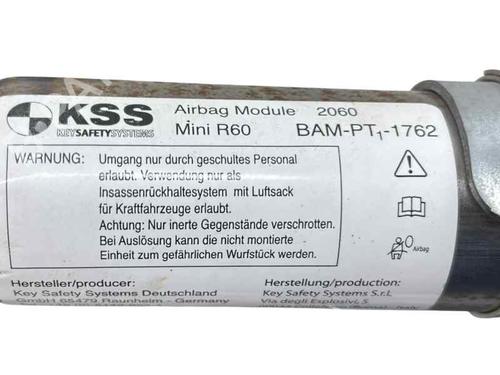 KSS
KEYSAFETYSYSTEMS
Airbag Module 2060
Mini R60 BAM-PT1-1762
WARNUNG: Umgang nur durch geschultes Personal
erlaubt. Verwendung nur als
Insassenrückhaltesystem mit Luftsack
für Kraftfahrzeuge erlaubt.
Achtung: Nur inerte Gegenstände verschrotten.
Bei Auslösung kann die nicht montierte
Einheit zum gefährlichen Wurfstück werden.
Airbag
Hersteller/producer:
Key Safety Systems Deutschland
GmbH 65479 Raunheim - Germany
Herstellung/production:
Key Safety Systems S.r.L
Via degli Esplosivi, 5